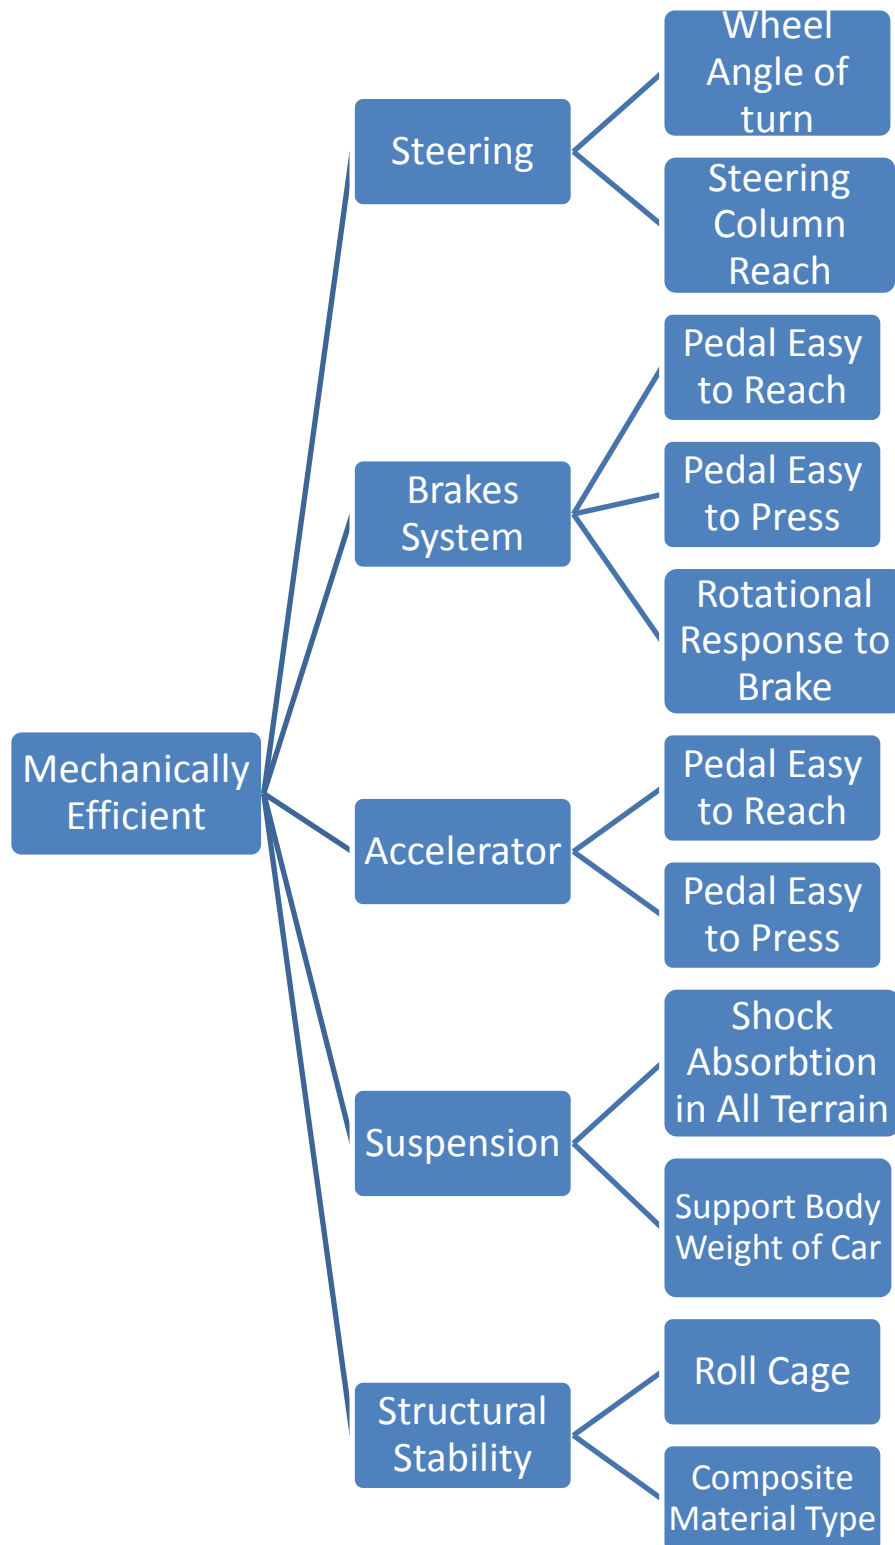 Wheel
Angle of
turn
Steering
Steering
Column
Reach
Pedal Easy
to Reach
Brakes
System
Pedal Easy
to Press
Rotational
Response to
Brake
Mechanically
Efficient
Pedal Easy
to Reach
Accelerator
Pedal Easy
to Press
Shock
Absorbtion
in All Terrain
Suspension
Support Body
Weight of Car
Roll Cage
Structural
Stability
Composite
Material Type